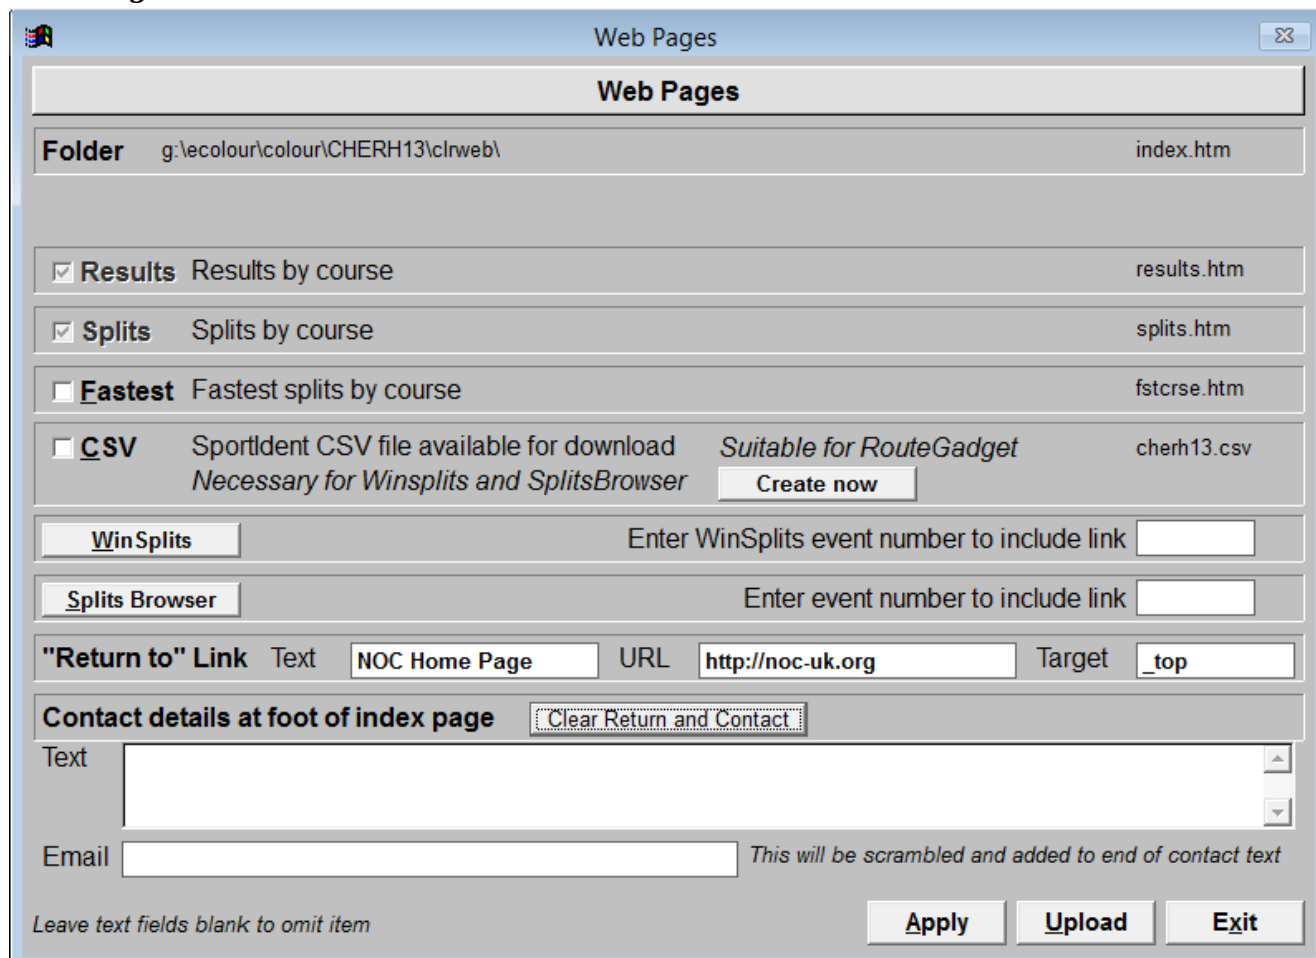 Web Pages
Web Pages
Folder g:\ecolour\colour\CHERH13\clrweb\ index.htm
Results Results by course results.htm
Splits Splits by course splits.htm
Fastest Fastest splits by course fstcrse.htm
CSV SportIdent CSV file available for download Suitable for RouteGadget cherh13.csv
Necessary for Winsplits and SplitsBrowser Create now
WinSplits Enter WinSplits event number to include link
Splits Browser Enter event number to include link
"Return to" Link Text NOC Home Page URL http://noc-uk.org Target _top
Contact details at foot of index page Clear Return and Contact
Text
Email This will be scrambled and added to end of contact text
Leave text fields blank to omit item Apply Upload Exit